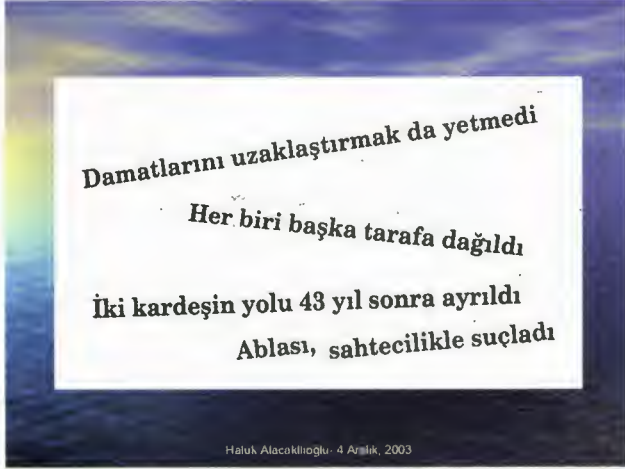 Damatlarını uzaklaştırmak da yetmedi
Her biri başka tarafa dağıldı
İki kardeşin yolu 43 yıl sonra ayrıldı
Ablası, sahtecilikle suçladı
Haluk Alacaklıoğlu- 4 Aralık, 2003